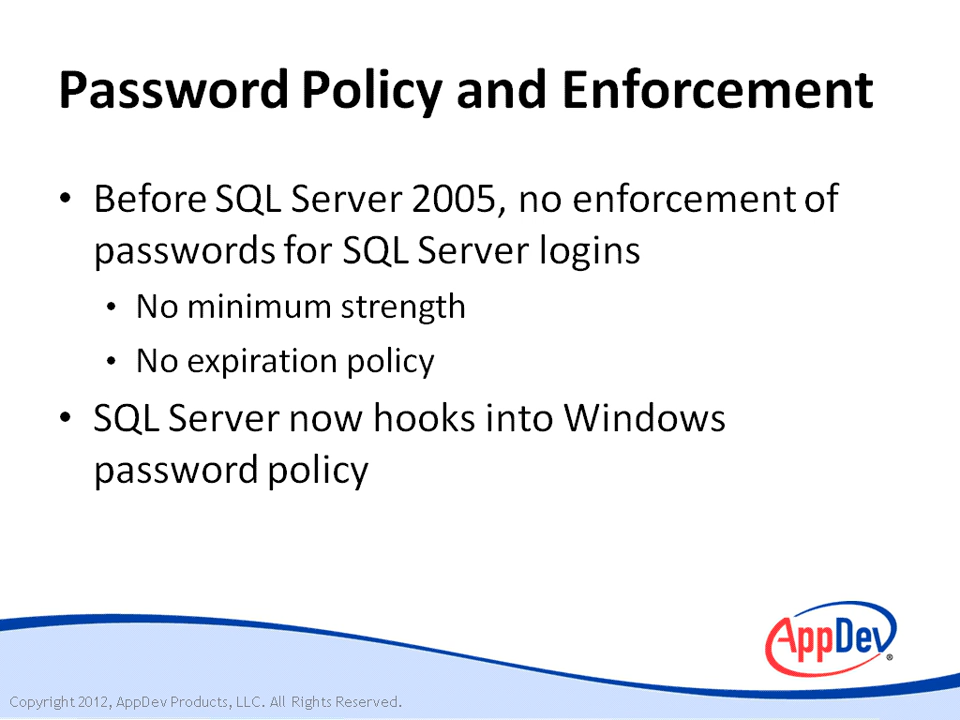 Password Policy and Enforcement
• Before SQL Server 2005, no enforcement of
passwords for SQL Server logins
• No minimum strength
• No expiration policy
• SQL Server now hooks into Windows
password policy
AppDev®
Copyright 2012, AppDev Products, LLC. All Rights Reserved.